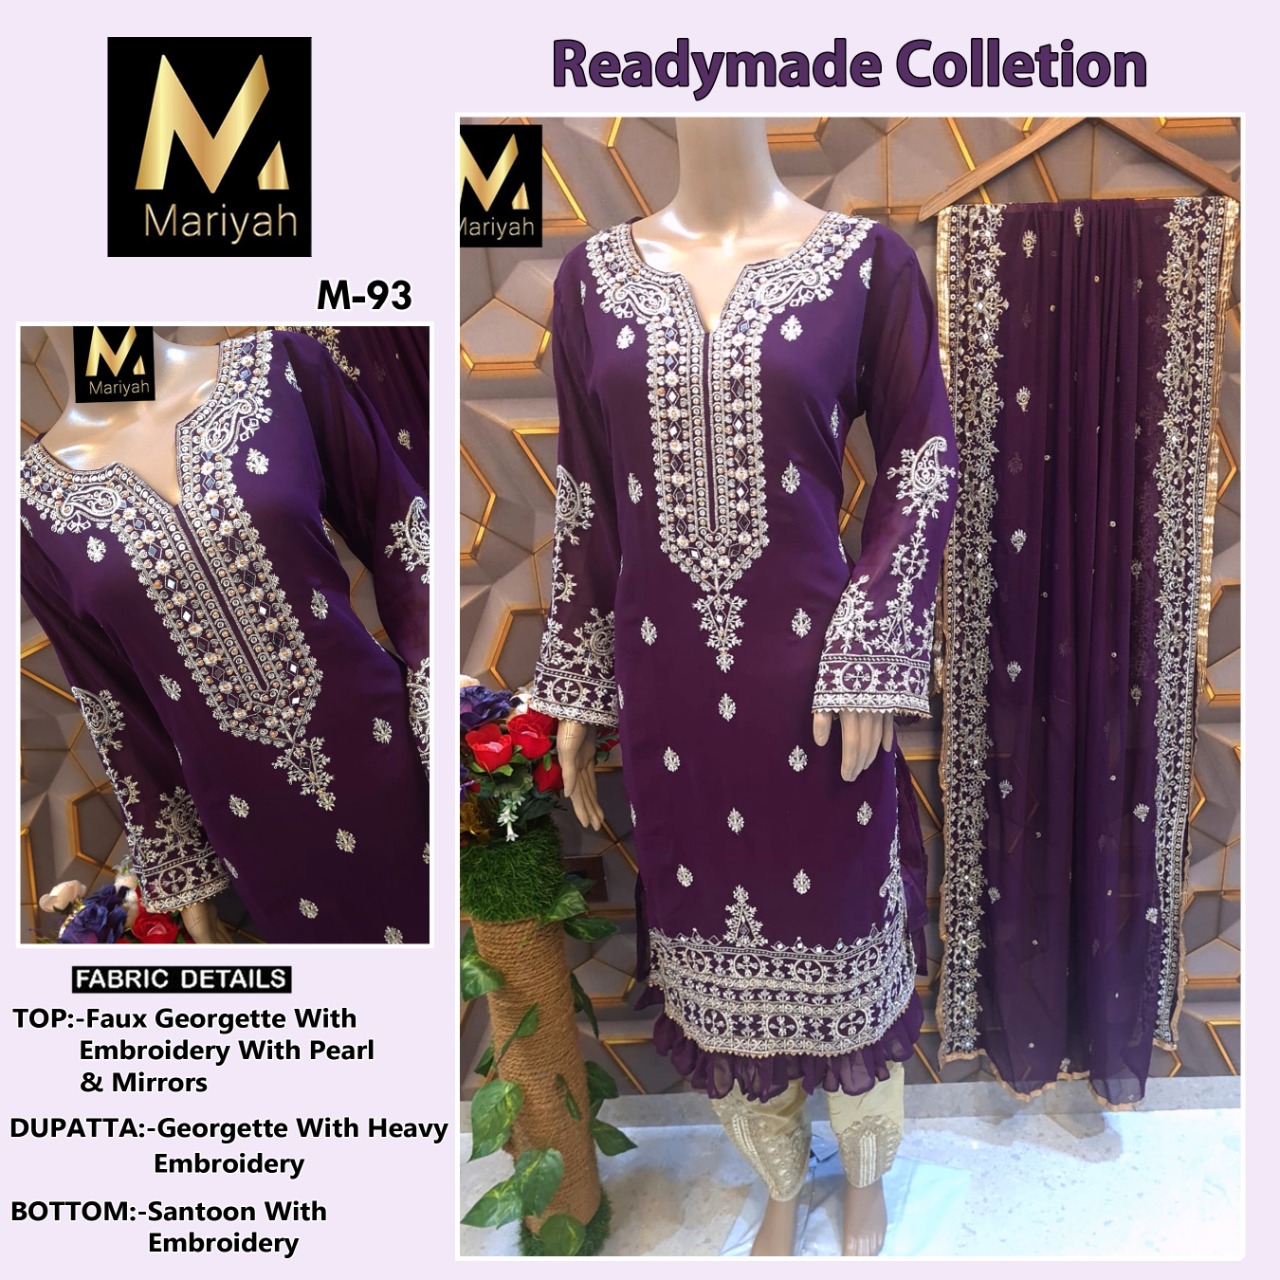 Readymade Colletion
M
Mariyah
M-93
M
Mariyah
M
Mariyah
FABRIC DETAILS
TOP:-Faux Georgette With
Embroidery With Pearl
& Mirrors
DUPATTA:-Georgette With Heavy
Embroidery
BOTTOM:-Santoon With
Embroidery